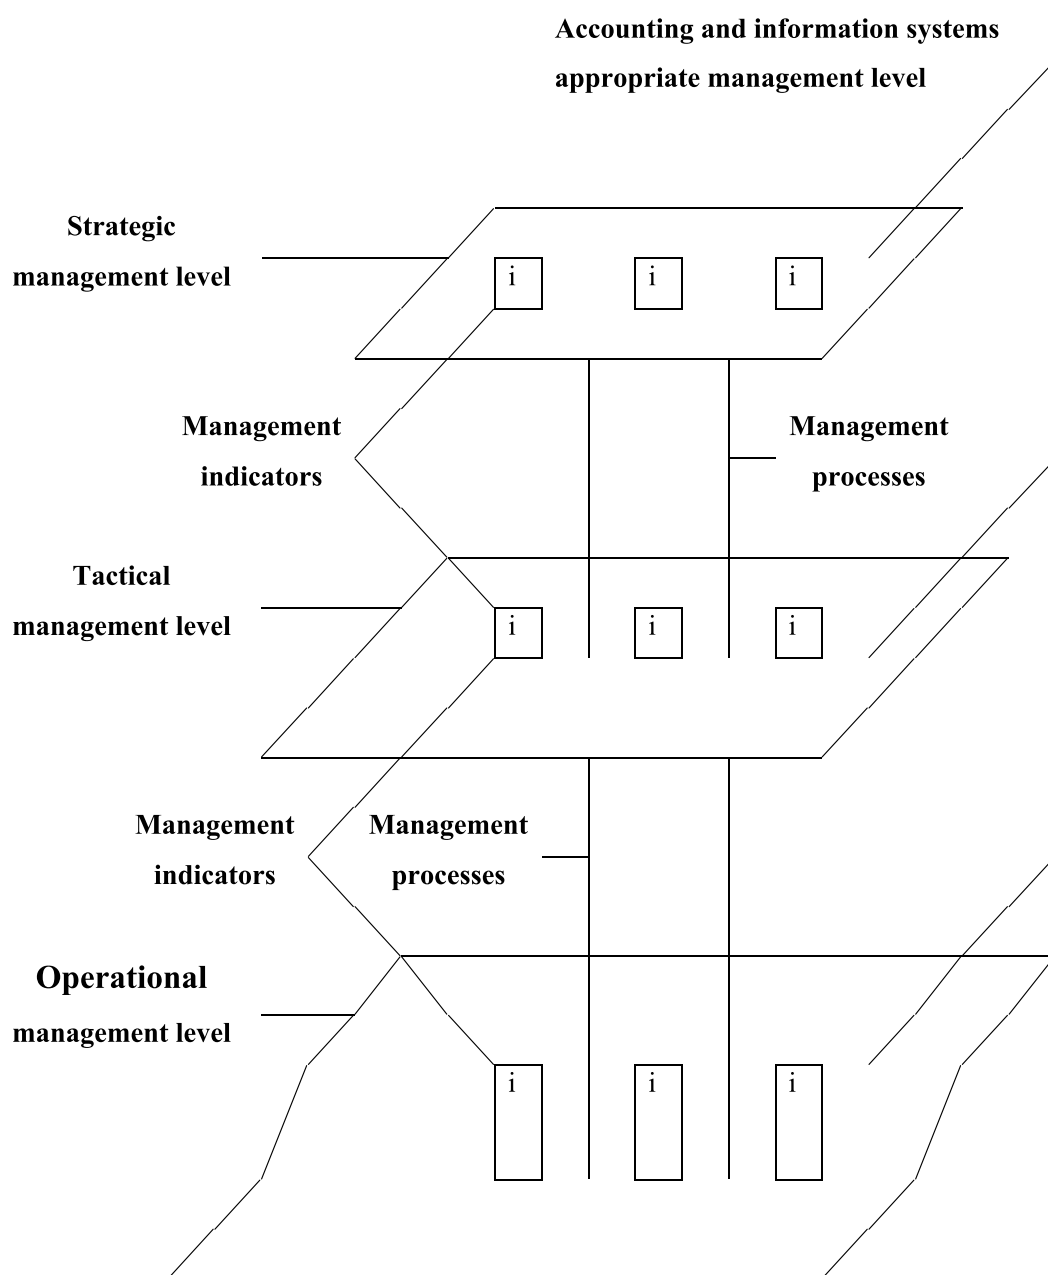 Accounting and information systems
appropriate management level
Strategic
management level
i i i
Management
indicators
Management
processes
Tactical
management level
i i i
Management
indicators
Management
processes
Operational
management level
i i i